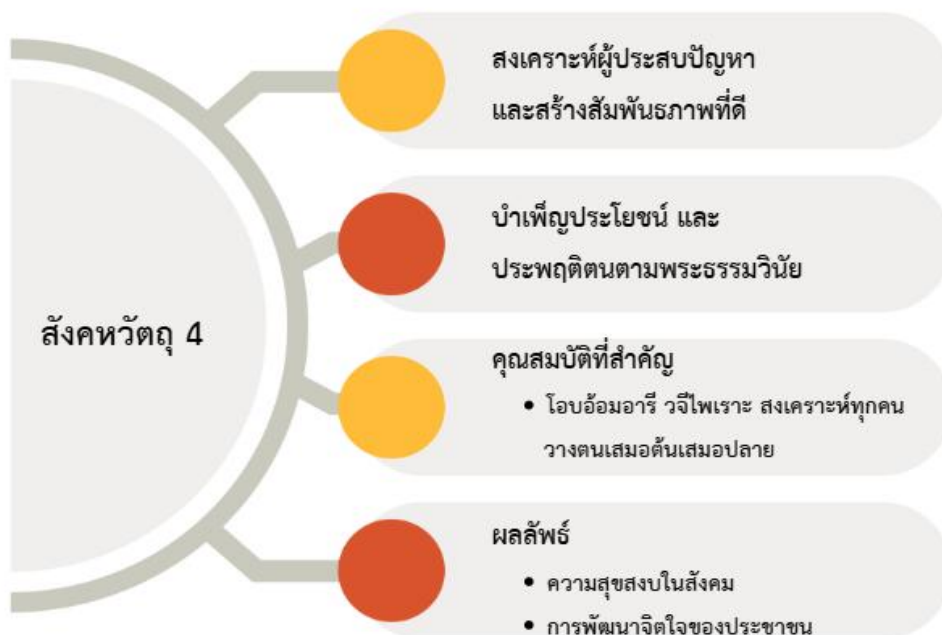 สงเคราะห์ผู้ประสบปัญหา
และสร้างสัมพันธภาพที่ดี
บำเพ็ญประโยชน์ และ
ประพฤติตนตามพระธรรมวินัย
สังคหวัตถุ 4
คุณสมบัติที่สำคัญ
• โอบอ้อมอารี วจีไพเราะ สงเคราะห์ทุกคน
วางตนเสมอต้นเสมอปลาย
ผลลัพธ์
• ความสุขสงบในสังคม
• การพัฒนาจิตใจของประชาชน